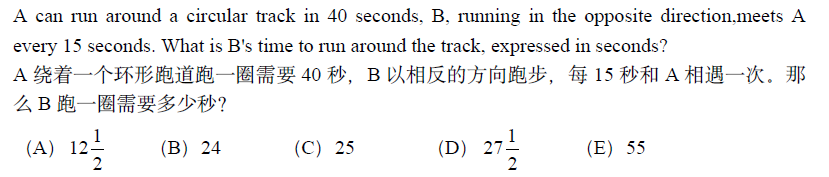 A can run around a circular track in 40 seconds, B, running in the opposite direction,meets A
every 15 seconds. What is B's time to run around the track, expressed in seconds?
A 绕着一个环形跑道跑一圈需要 40 秒，B 以相反的方向跑步，每 15 秒和 A 相遇一次。那
么 B 跑一圈需要多少秒？
(A) 12 1/2 (B) 24 (C) 25 (D) 27 1/2 (E) 55